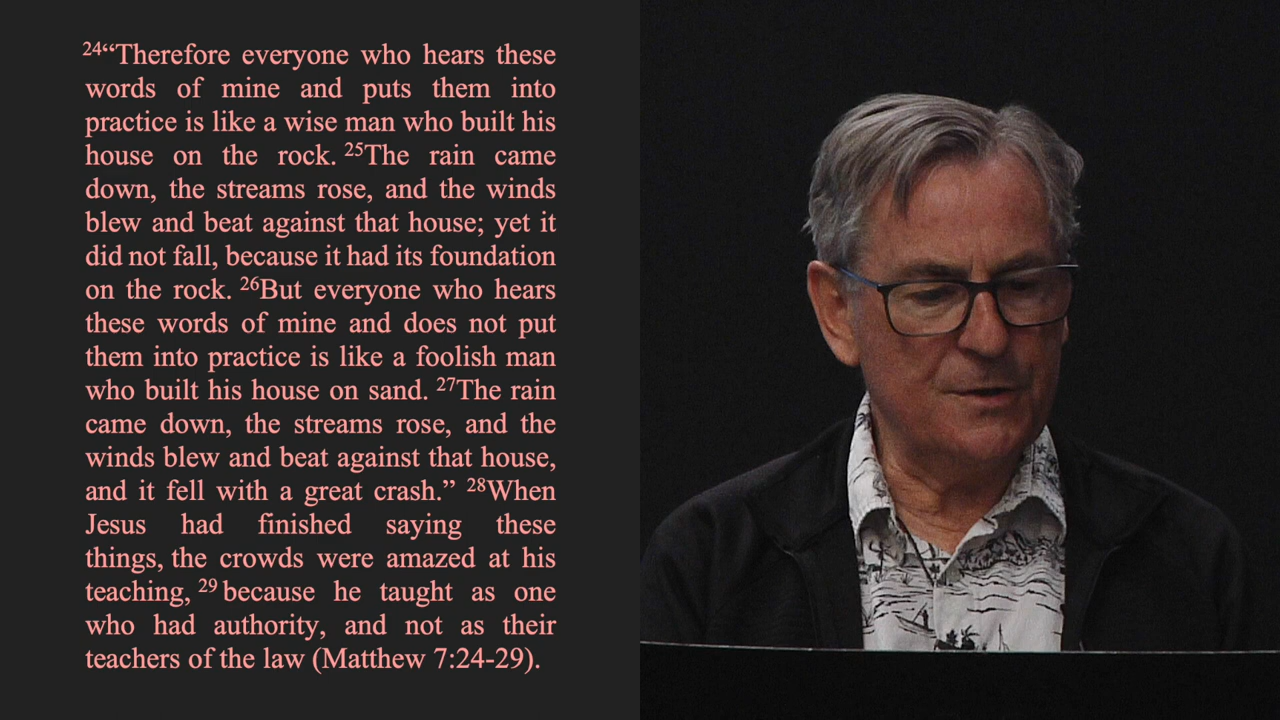 24“Therefore everyone who hears these
words of mine and puts them into
practice is like a wise man who built his
house on the rock. 25The rain came
down, the streams rose, and the winds
blew and beat against that house; yet it
did not fall, because it had its foundation
on the rock. 26But everyone who hears
these words of mine and does not put
them into practice is like a foolish man
who built his house on sand. 27The rain
came down, the streams rose, and the
winds blew and beat against that house,
and it fell with a great crash.” 28When
Jesus had finished saying these
things, the crowds were amazed at his
teaching, 29 because he taught as one
who had authority, and not as their
teachers of the law (Matthew 7:24-29).